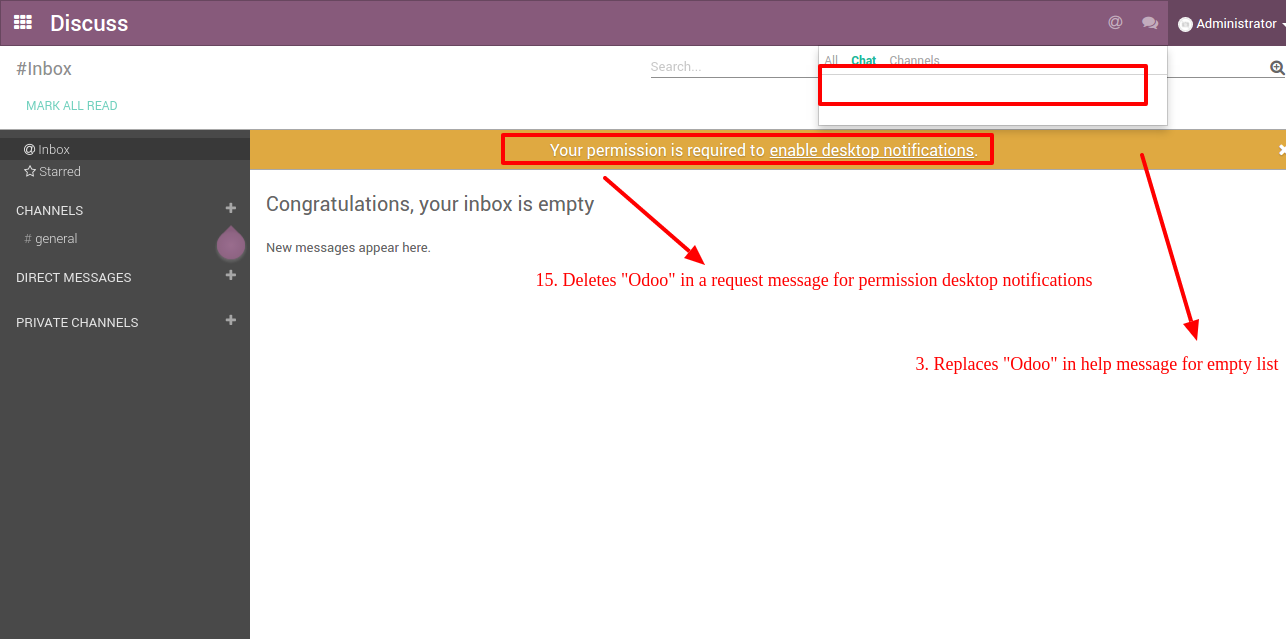 Discuss
@
Administrator
#Inbox
Search...
All Chat Channels
MARK ALL READ
@ Inbox
Starred
CHANNELS +
# general
DIRECT MESSAGES +
PRIVATE CHANNELS +
Your permission is required to enable desktop notifications.
Congratulations, your inbox is empty
New messages appear here.
15. Deletes "Odoo" in a request message for permission desktop notifications
3. Replaces "Odoo" in help message for empty list